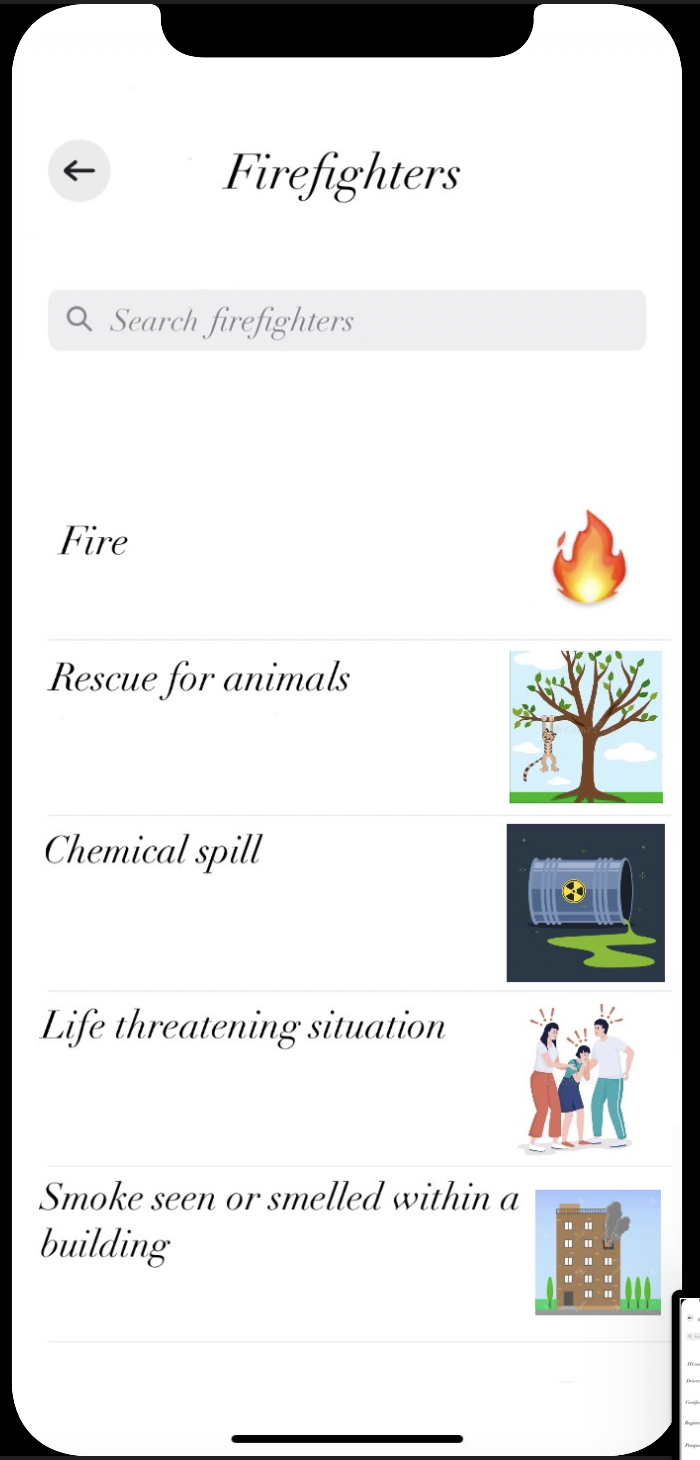 Firefighters
Search firefighters
Fire
Rescue for animals
Chemical spill
Life threatening situation
Smoke seen or smelled within a
building